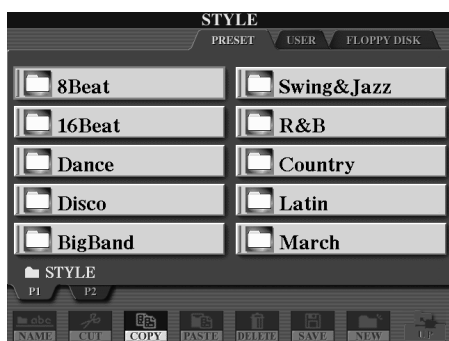 STYLE
PRESET USER FLOPPY DISK
8Beat Swing&Jazz
16Beat R&B
Dance Country
Disco Latin
BigBand March
STYLE
P1 P2
abc
NAME CUT COPY PASTE DELETE SAVE NEW UP